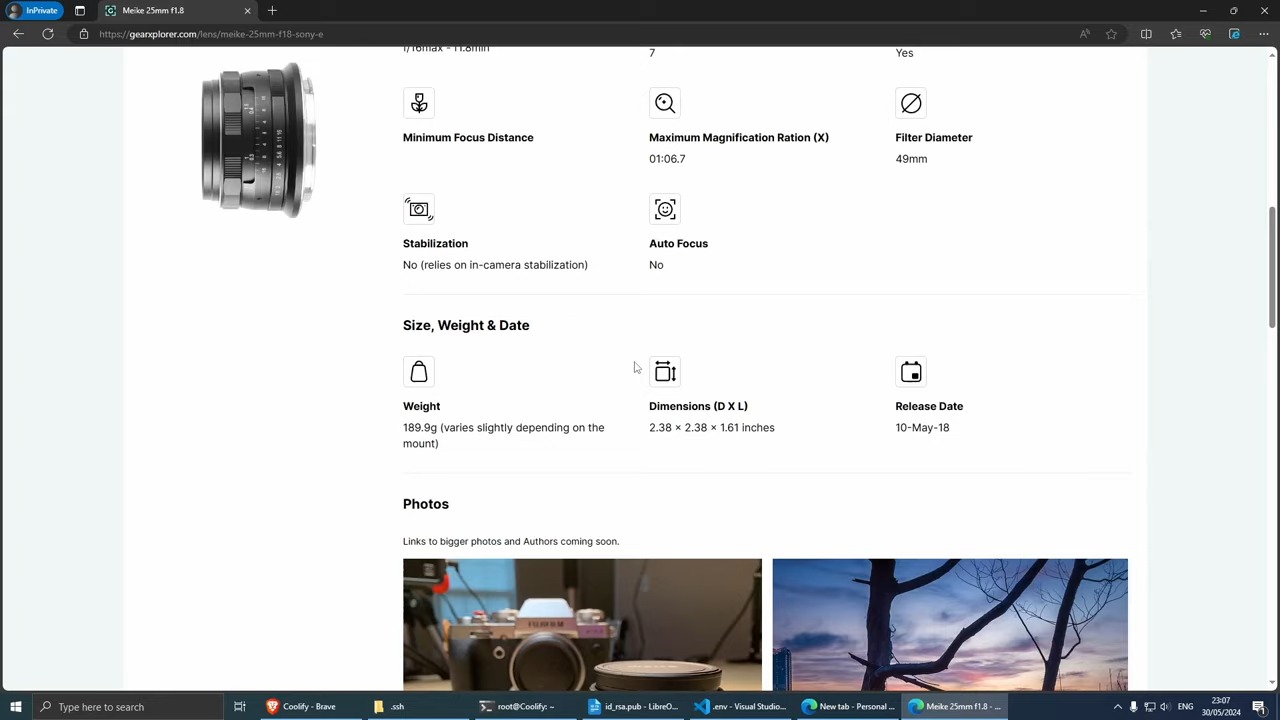 InPrivate
Meike 25mm f1.8
https://gearxplorer.com/lens/meike-25mm-f18-sony-e
f/16max - f1.8min
7
Yes
Minimum Focus Distance
Maximum Magnification Ration (X)
Filter Diameter
01:06.7
49mm
Stabilization
Auto Focus
No (relies on in-camera stabilization)
No
Size, Weight & Date
Weight
Dimensions (D X L)
Release Date
189.9g (varies slightly depending on the
mount)
2.38 × 2.38 × 1.61 inches
10-May-18
Photos
Links to bigger photos and Authors coming soon.
FUJIFILM
Type here to search
Coolify - Brave
.ssh
root@Coolify: ~
id_rsa.pub - LibreO...
.env - Visual Studio...
New tab - Personal ...
Meike 25mm f1.8 - ...
ENG
23:07
30/05/2024